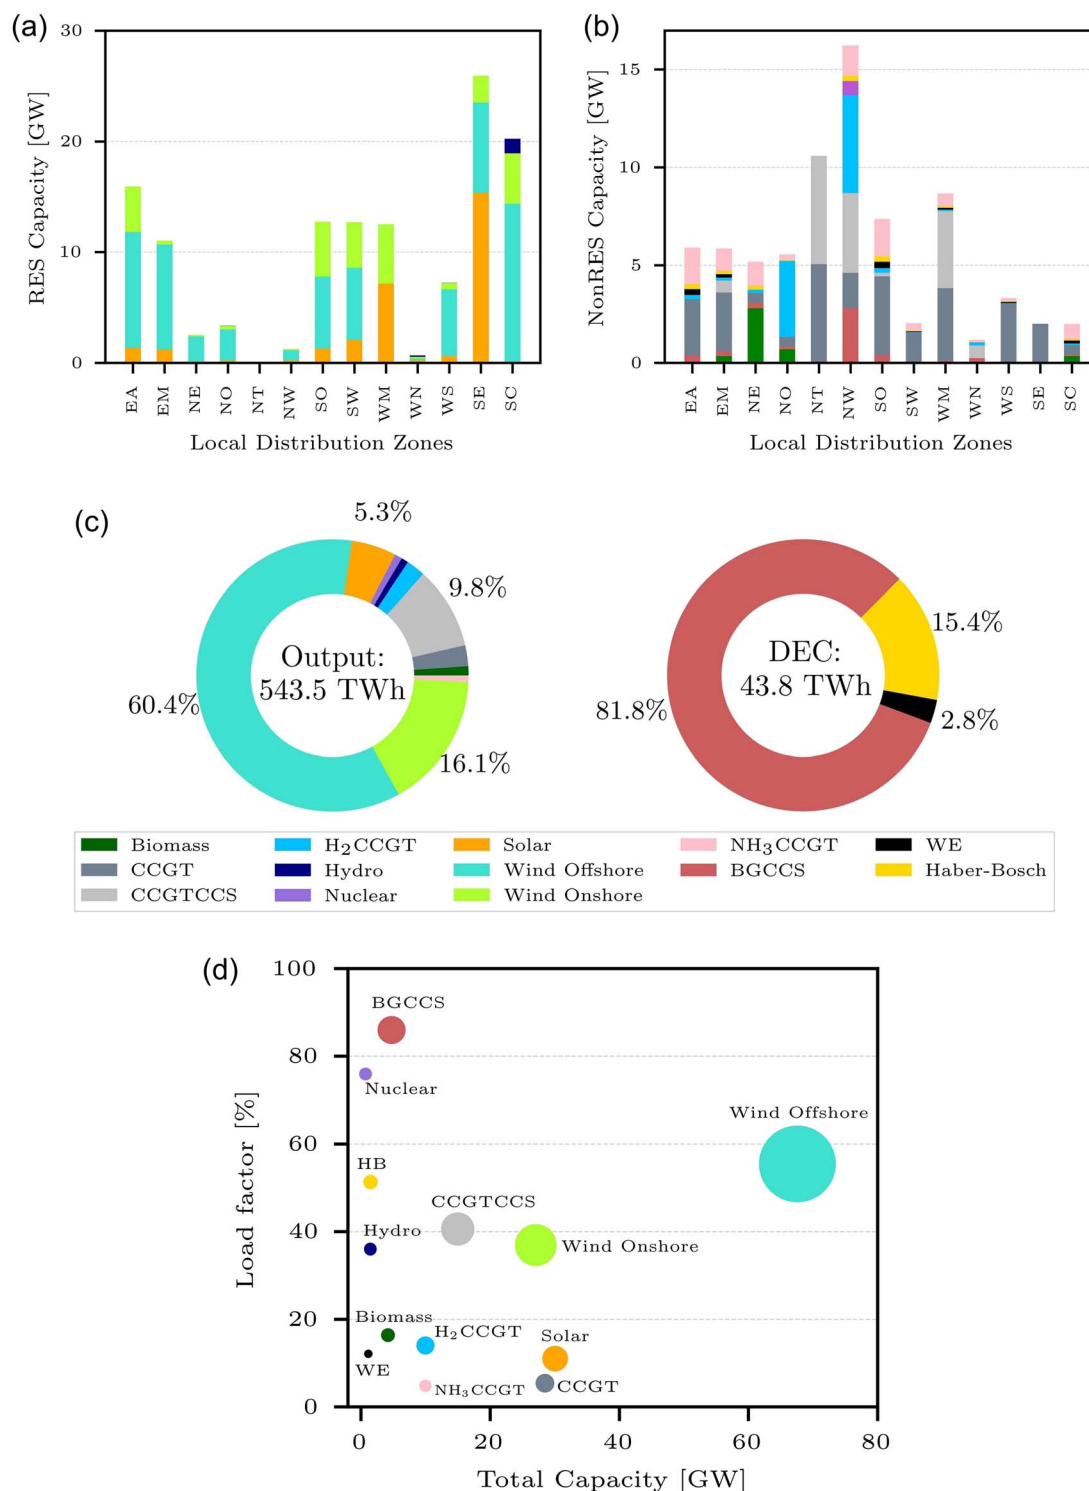 (a)
30
20
10
0
RES Capacity [GW]
EA EM NE NO NT NW SO SW WM WN WS SE SC
Local Distribution Zones
(b)
15
10
5
0
NonRES Capacity [GW]
EA EM NE NO NT NW SO SW WM WN WS SE SC
Local Distribution Zones
(c)
5.3%
9.8%
Output:
543.5 TWh
60.4%
16.1%
15.4%
DEC:
43.8 TWh
81.8%
2.8%
Biomass H₂CCGT Solar NH₃CCGT WE
CCGT Hydro Wind Offshore BGCCS Haber-Bosch
CCGTCCS Nuclear Wind Onshore
(d)
100
80
60
40
20
0
Load factor [%]
BGCCS
Nuclear
Wind Offshore
HB
CCGTCCS
Hydro
Wind Onshore
Biomass
H₂CCGT
Solar
WE
NH₃CCGT
CCGT
0 20 40 60 80
Total Capacity [GW]